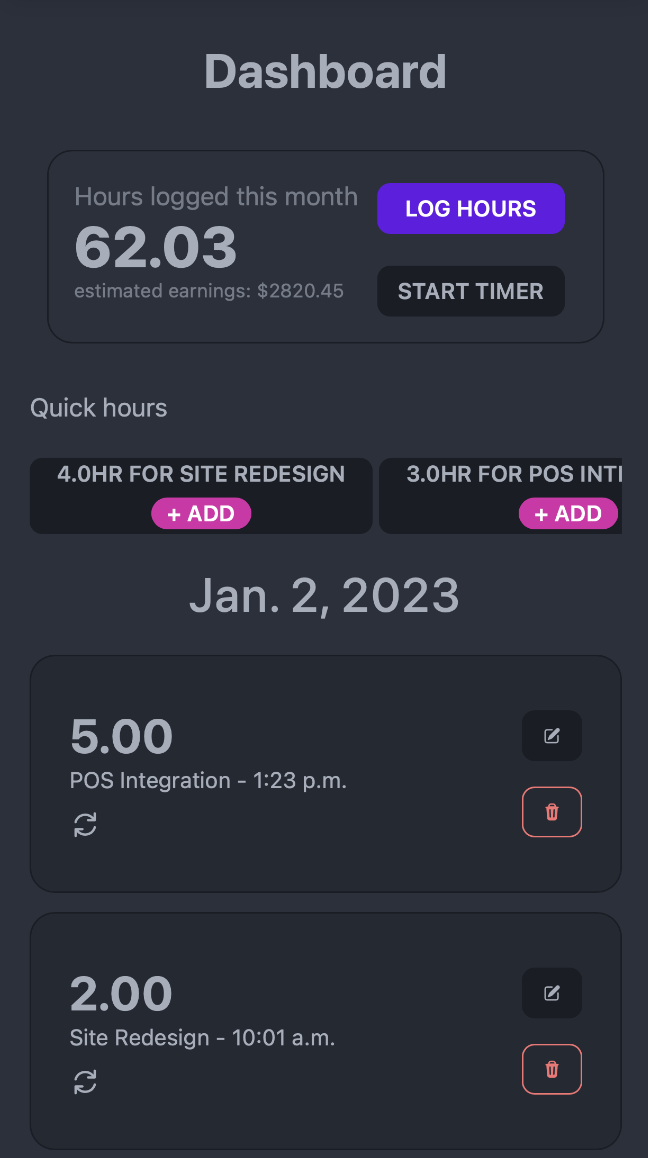 Dashboard
Hours logged this month
62.03
estimated earnings: $2820.45
LOG HOURS
START TIMER
Quick hours
4.0HR FOR SITE REDESIGN
+ ADD
3.0HR FOR POS
+ ADD
Jan. 2, 2023
5.00
POS Integration - 1:23 p.m.
2.00
Site Redesign - 10:01 a.m.